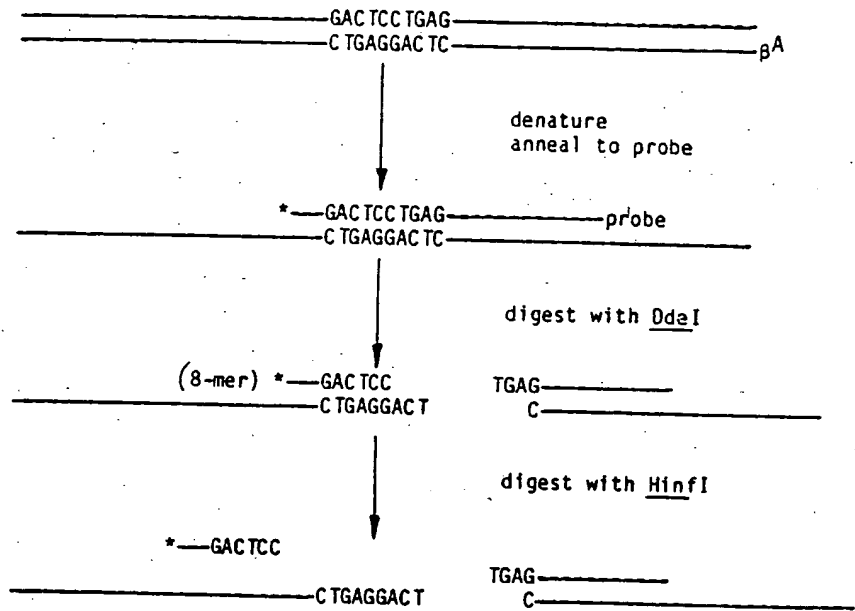 GACTCCTGAG
CTGAGGACTC βA
denature
anneal to probe
* GACTCCTGAG probe
CTGAGGACTC
digest with DdeI
(8-mer) * GACTCC TGAG
CTGAGGACT C
digest with HinfI
* GACTCC
TGAG
CTGAGGACT C